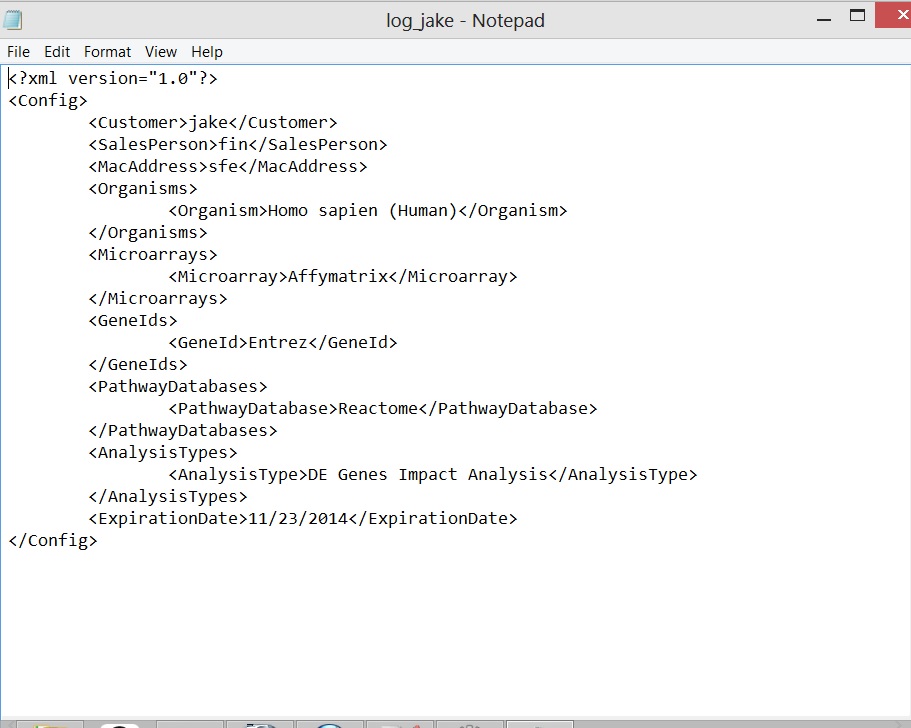 log_jake - Notepad
File Edit Format View Help
<?xml version="1.0"?>
<Config>
<Customer>jake</Customer>
<SalesPerson>fin</SalesPerson>
<MacAddress>sfe</MacAddress>
<Organisms>
<Organism>Homo sapien (Human)</Organism>
</Organisms>
<Microarrays>
<Microarray>Affymatrix</Microarray>
</Microarrays>
<GeneIds>
<GeneId>Entrez</GeneId>
</GeneIds>
<PathwayDatabases>
<PathwayDatabase>Reactome</PathwayDatabase>
</PathwayDatabases>
<AnalysisTypes>
<AnalysisType>DE Genes Impact Analysis</AnalysisType>
</AnalysisTypes>
<ExpirationDate>11/23/2014</ExpirationDate>
</Config>